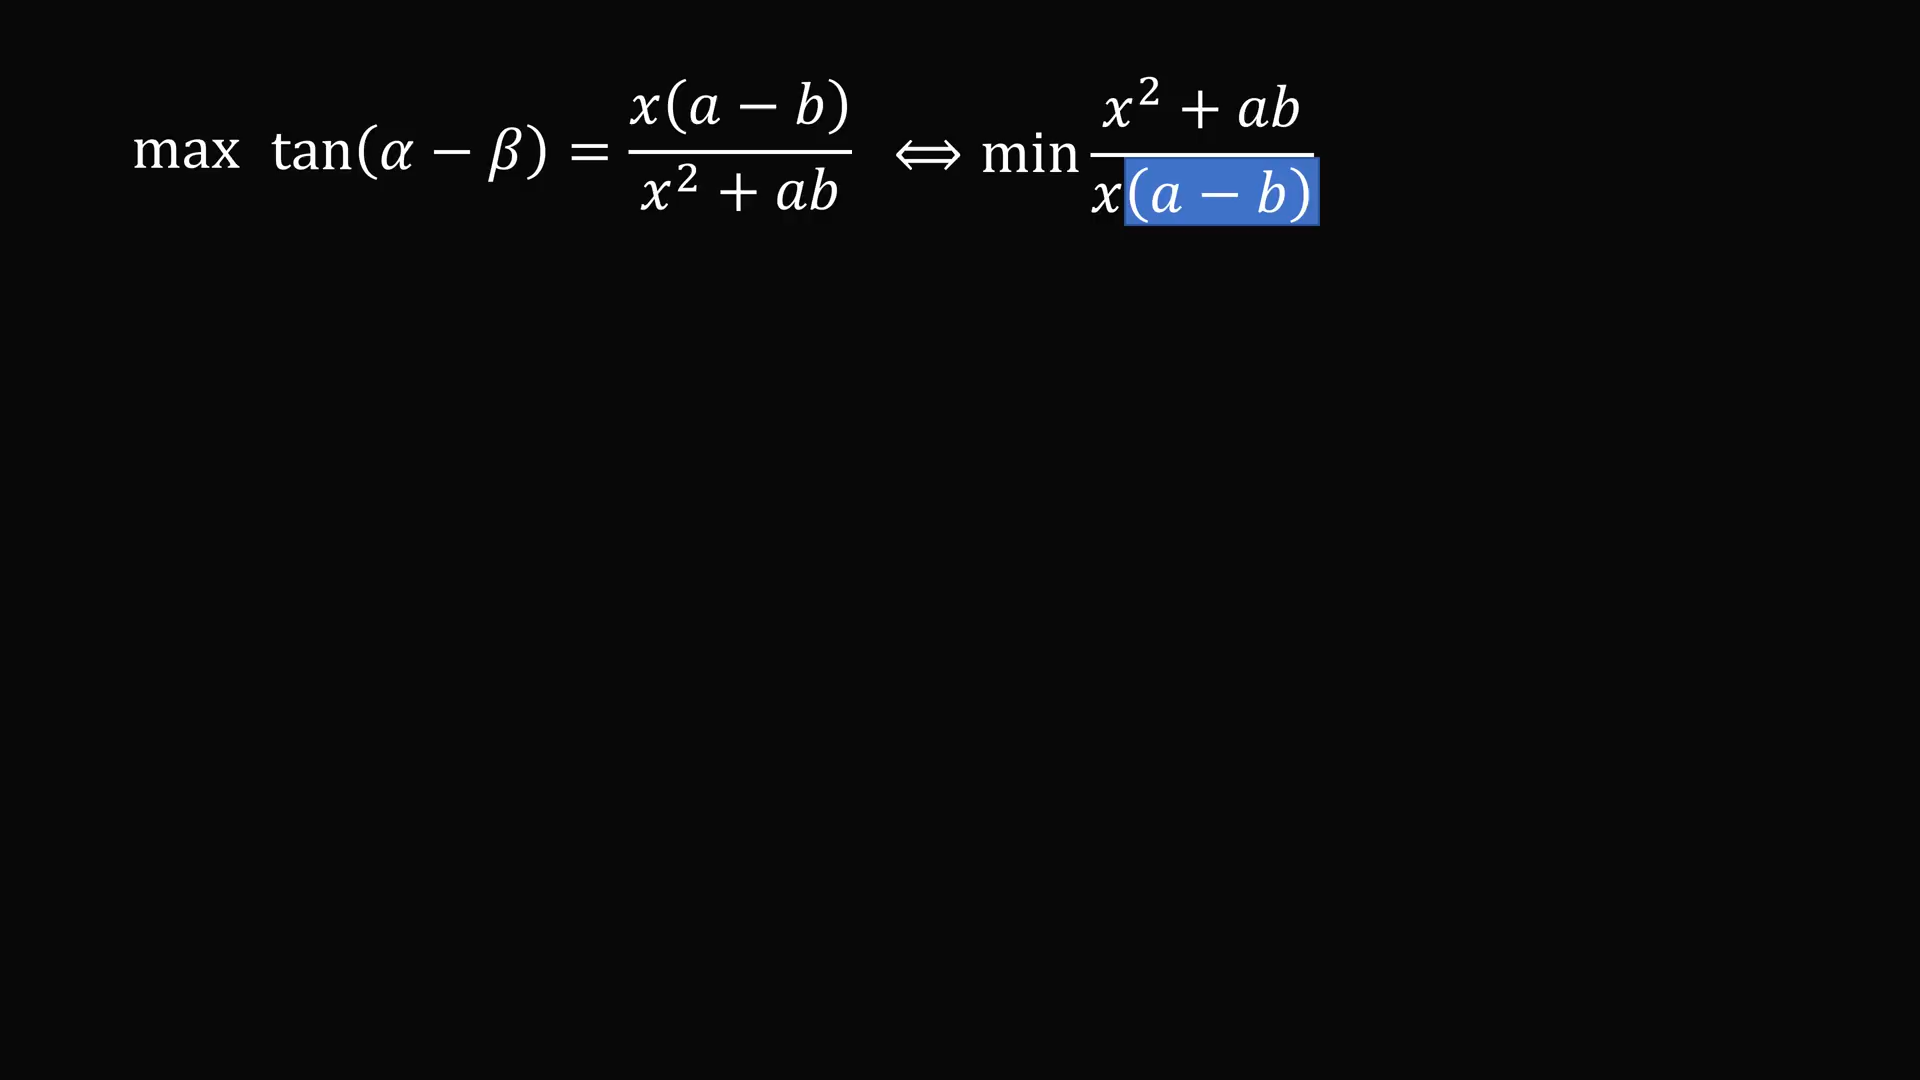 max tan(α − β) = x(a − b) / x² + ab ⟺ min x² + ab / x(a − b)